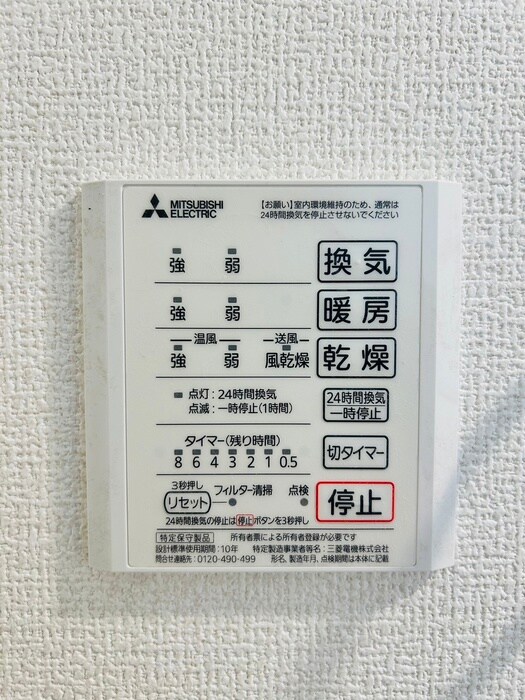 MITSUBISHI ELECTRIC
【お願い】室内環境維持のため、通常は
24時間換気を停止させないでください
強 弱 換気
強 弱 暖房
温風 送風
強 弱 風乾燥 乾燥
点灯：24時間換気
点滅：一時停止(1時間)
24時間換気
一時停止
タイマー(残り時間)
8 6 4 3 2 1 0.5
切タイマー
3秒押し
リセット フィルター清掃 点検
停止
24時間換気の停止は停止ボタンを3秒押し
特定保守製品 所有者票による所有者登録が必要です
設計標準使用期間：10年 特定製造事業者等名：三菱電機株式会社
問合せ連絡先：0120-490-499 形名、製造年月、点検期間は本体に記載